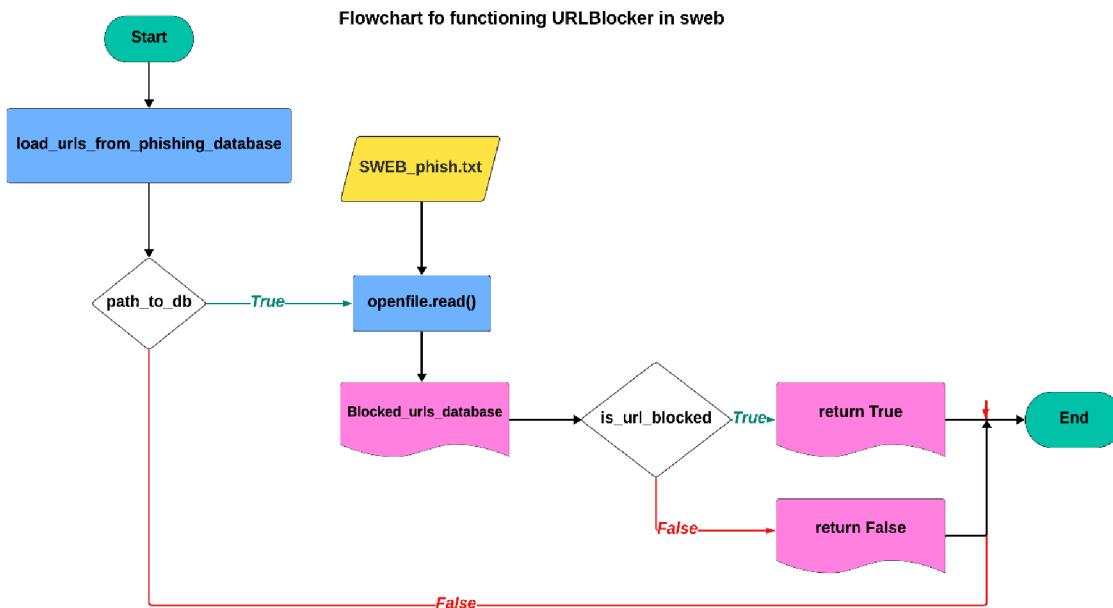 Flowchart fo functioning URLBlocker in sweb
Start
load_urls_from_phishing_database
SWEB_phish.txt
path_to_db
True
openfile.read()
Blocked_urls_database
is_url_blocked
True
return True
End
False
return False
False